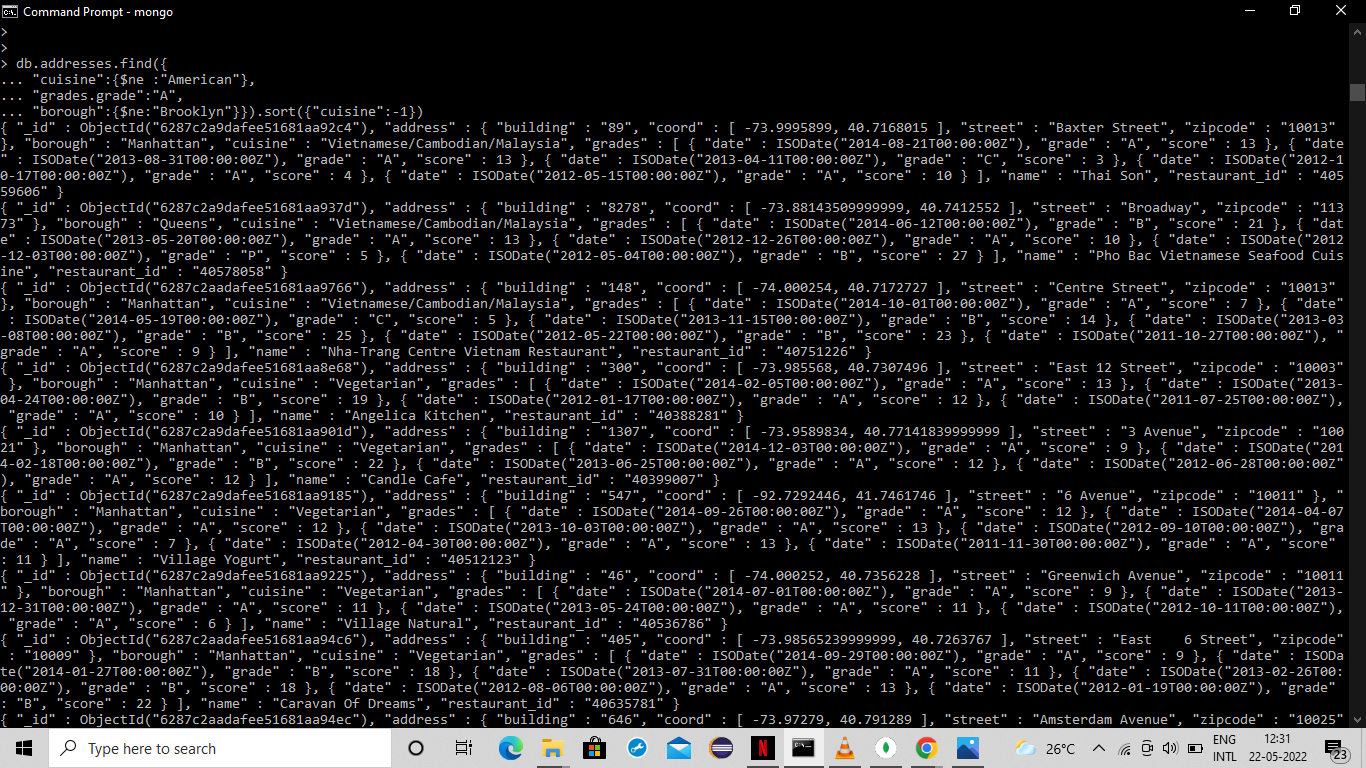 Command Prompt - mongo
>
>
> db.addresses.find({
... "cuisine":{$ne :"American"},
... "grades.grade":"A",
... "borough":{$ne:"Brooklyn"}}).sort({"cuisine":-1})
{ "_id" : ObjectId("6287c2a9dafee51681aa92c4"), "address" : { "building" : "89", "coord" : [ -73.9995899, 40.7168015 ], "street" : "Baxter Street", "zipcode" : "10013"
}, "borough" : "Manhattan", "cuisine" : "Vietnamese/Cambodian/Malaysia", "grades" : [ { "date" : ISODate("2014-08-21T00:00:00Z"), "grade" : "A", "score" : 13 }, { "date
" : ISODate("2013-08-31T00:00:00Z"), "grade" : "A", "score" : 13 }, { "date" : ISODate("2013-04-11T00:00:00Z"), "grade" : "C", "score" : 3 }, { "date" : ISODate("2012-1
0-17T00:00:00Z"), "grade" : "A", "score" : 4 }, { "date" : ISODate("2012-05-15T00:00:00Z"), "grade" : "A", "score" : 10 } ], "name" : "Thai Son", "restaurant_id" : "405
59606" }
{ "_id" : ObjectId("6287c2a9dafee51681aa937d"), "address" : { "building" : "8278", "coord" : [ -73.88143509999999, 40.7412552 ], "street" : "Broadway", "zipcode" : "113
73" }, "borough" : "Queens", "cuisine" : "Vietnamese/Cambodian/Malaysia", "grades" : [ { "date" : ISODate("2014-06-12T00:00:00Z"), "grade" : "B", "score" : 21 }, { "dat
e" : ISODate("2013-05-20T00:00:00Z"), "grade" : "A", "score" : 13 }, { "date" : ISODate("2012-12-26T00:00:00Z"), "grade" : "A", "score" : 10 }, { "date" : ISODate("2012
-12-03T00:00:00Z"), "grade" : "P", "score" : 5 }, { "date" : ISODate("2012-05-04T00:00:00Z"), "grade" : "B", "score" : 27 } ], "name" : "Pho Bac Vietnamese Seafood Cuis
ine", "restaurant_id" : "40578058" }
{ "_id" : ObjectId("6287c2a9dafee51681aa9766"), "address" : { "building" : "148", "coord" : [ -74.000254, 40.7172727 ], "street" : "Centre Street", "zipcode" : "10013"
}, "borough" : "Manhattan", "cuisine" : "Vietnamese/Cambodian/Malaysia", "grades" : [ { "date" : ISODate("2014-10-01T00:00:00Z"), "grade" : "A", "score" : 7 }, { "date"
 : ISODate("2014-05-19T00:00:00Z"), "grade" : "C", "score" : 5 }, { "date" : ISODate("2013-11-15T00:00:00Z"), "grade" : "B", "score" : 14 }, { "date" : ISODate("2013-03
-08T00:00:00Z"), "grade" : "B", "score" : 25 }, { "date" : ISODate("2012-05-22T00:00:00Z"), "grade" : "B", "score" : 23 }, { "date" : ISODate("2011-10-27T00:00:00Z"), "
grade" : "A", "score" : 9 } ], "name" : "Nha-Trang Centre Vietnam Restaurant", "restaurant_id" : "40751226" }
{ "_id" : ObjectId("6287c2aadafee51681aa8e68"), "address" : { "building" : "300", "coord" : [ -73.985568, 40.7307496 ], "street" : "East 12 Street", "zipcode" : "10003"
 }, "borough" : "Manhattan", "cuisine" : "Vegetarian", "grades" : [ { "date" : ISODate("2014-02-05T00:00:00Z"), "grade" : "A", "score" : 13 }, { "date" : ISODate("2013-
04-24T00:00:00Z"), "grade" : "B", "score" : 19 }, { "date" : ISODate("2012-01-17T00:00:00Z"), "grade" : "A", "score" : 12 }, { "date" : ISODate("2011-07-25T00:00:00Z"),
 "grade" : "A", "score" : 10 } ], "name" : "Angelica Kitchen", "restaurant_id" : "40388281" }
{ "_id" : ObjectId("6287c2a9dafee51681aa901d"), "address" : { "building" : "1307", "coord" : [ -73.9589834, 40.77141839999999 ], "street" : "3 Avenue", "zipcode" : "100
21" }, "borough" : "Manhattan", "cuisine" : "Vegetarian", "grades" : [ { "date" : ISODate("2014-12-03T00:00:00Z"), "grade" : "A", "score" : 9 }, { "date" : ISODate("201
4-02-18T00:00:00Z"), "grade" : "B", "score" : 22 }, { "date" : ISODate("2013-06-25T00:00:00Z"), "grade" : "A", "score" : 12 }, { "date" : ISODate("2012-06-28T00:00:00Z"
), "grade" : "A", "score" : 12 } ], "name" : "Candle Cafe", "restaurant_id" : "40399007" }
{ "_id" : ObjectId("6287c2a9dafee51681aa9185"), "address" : { "building" : "547", "coord" : [ -92.7292446, 41.7461746 ], "street" : "6 Avenue", "zipcode" : "10011" }, "
borough" : "Manhattan", "cuisine" : "Vegetarian", "grades" : [ { "date" : ISODate("2014-09-26T00:00:00Z"), "grade" : "A", "score" : 12 }, { "date" : ISODate("2014-04-07
T00:00:00Z"), "grade" : "A", "score" : 12 }, { "date" : ISODate("2013-10-03T00:00:00Z"), "grade" : "A", "score" : 13 }, { "date" : ISODate("2012-09-10T00:00:00Z"), "gra
de" : "A", "score" : 7 }, { "date" : ISODate("2012-04-30T00:00:00Z"), "grade" : "A", "score" : 13 }, { "date" : ISODate("2011-11-30T00:00:00Z"), "grade" : "A", "score"
: 11 } ], "name" : "Village Yogurt", "restaurant_id" : "40512123" }
{ "_id" : ObjectId("6287c2a9dafee51681aa9225"), "address" : { "building" : "46", "coord" : [ -74.000252, 40.7356228 ], "street" : "Greenwich Avenue", "zipcode" : "10011
" }, "borough" : "Manhattan", "cuisine" : "Vegetarian", "grades" : [ { "date" : ISODate("2014-07-01T00:00:00Z"), "grade" : "A", "score" : 9 }, { "date" : ISODate("2013-
12-31T00:00:00Z"), "grade" : "A", "score" : 11 }, { "date" : ISODate("2013-05-24T00:00:00Z"), "grade" : "A", "score" : 11 }, { "date" : ISODate("2012-10-11T00:00:00Z"),
 "grade" : "A", "score" : 6 } ], "name" : "Village Natural", "restaurant_id" : "40536786" }
{ "_id" : ObjectId("6287c2aadafee51681aa94c6"), "address" : { "building" : "405", "coord" : [ -73.98565239999999, 40.7263767 ], "street" : "East    6 Street", "zipcode"
 : "10009" }, "borough" : "Manhattan", "cuisine" : "Vegetarian", "grades" : [ { "date" : ISODate("2014-09-29T00:00:00Z"), "grade" : "A", "score" : 9 }, { "date" : ISODa
te("2014-01-27T00:00:00Z"), "grade" : "B", "score" : 18 }, { "date" : ISODate("2013-07-31T00:00:00Z"), "grade" : "A", "score" : 11 }, { "date" : ISODate("2013-02-26T00:
00:00Z"), "grade" : "B", "score" : 18 }, { "date" : ISODate("2012-08-06T00:00:00Z"), "grade" : "A", "score" : 13 }, { "date" : ISODate("2012-01-19T00:00:00Z"), "grade"
: "B", "score" : 22 } ], "name" : "Caravan Of Dreams", "restaurant_id" : "40635781" }
{ "_id" : ObjectId("6287c2aadafee51681aa94ec"), "address" : { "building" : "646", "coord" : [ -73.97279, 40.791289 ], "street" : "Amsterdam Avenue", "zipcode" : "10025"
Type here to search
26°C
ENG
INTL
12:31
22-05-2022
23